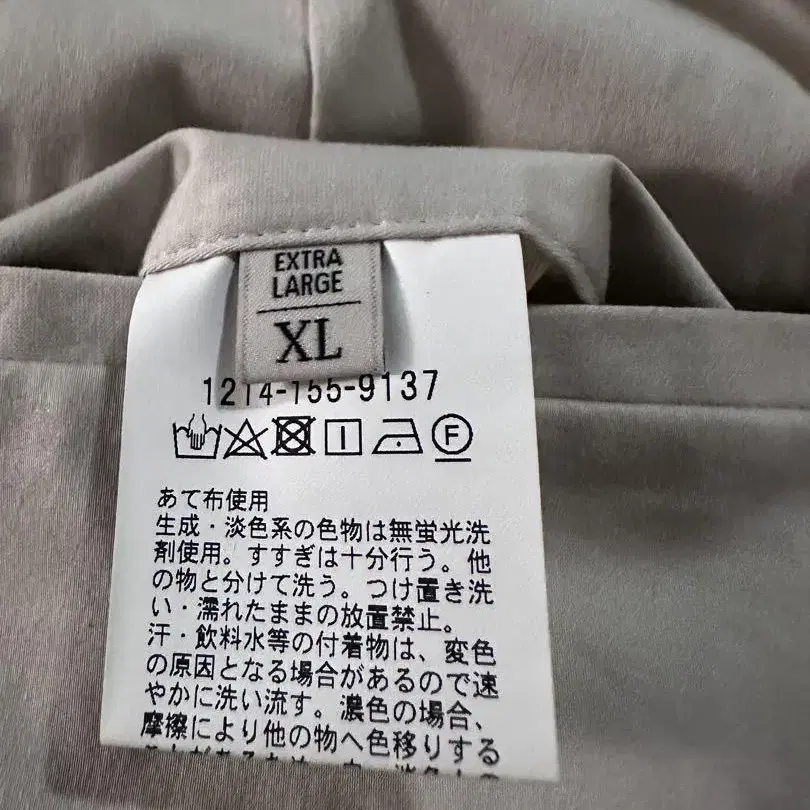 EXTRA
LARGE
XL
1214-155-9137
F
あて布使用
生成・淡色系の色物は無蛍光洗
剤使用。すすぎは十分行う。他
の物と分けて洗う。つけ置き洗
い・濡れたままの放置禁止。
汗・飲料水等の付着物は、変色
の原因となる場合があるので速
やかに洗い流す。濃色の場合、
摩擦により他の物へ色移りする